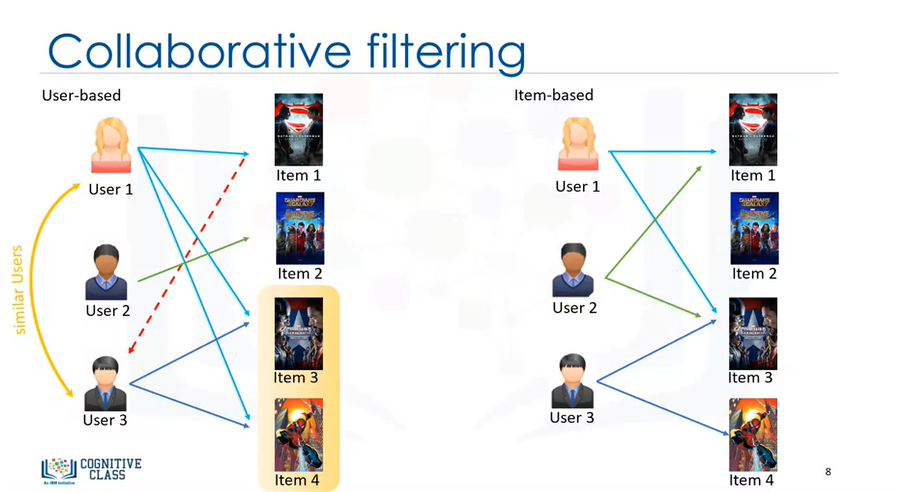 Collaborative filtering
User-based
User 1
User 2
User 3
similar Users
Item 1
Item 2
Item 3
Item 4
Item-based
User 1
User 2
User 3
Item 1
Item 2
Item 3
Item 4
COGNITIVE
CLASS
An IBM Initiative
8